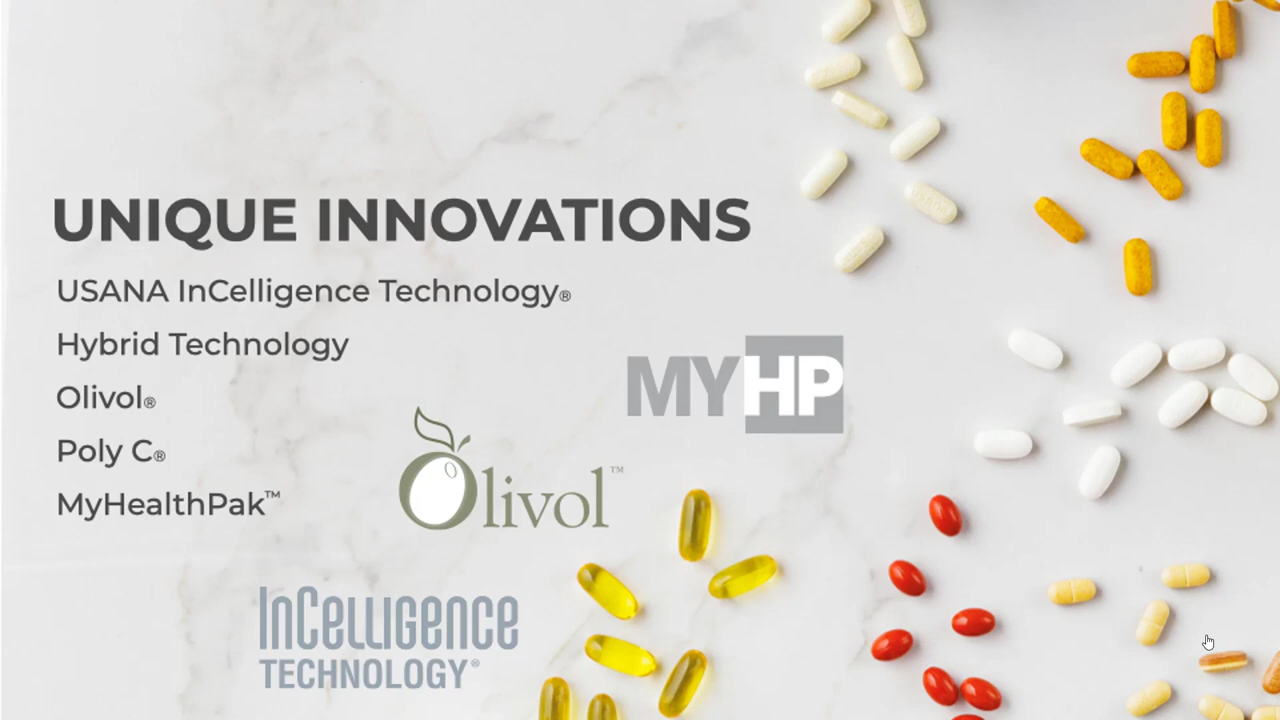 UNIQUE INNOVATIONS
USANA InCelligence Technology®
Hybrid Technology
Olivol®
Poly C®
MyHealthPak™
MYHP
Olivol™
InCelligence
TECHNOLOGY®